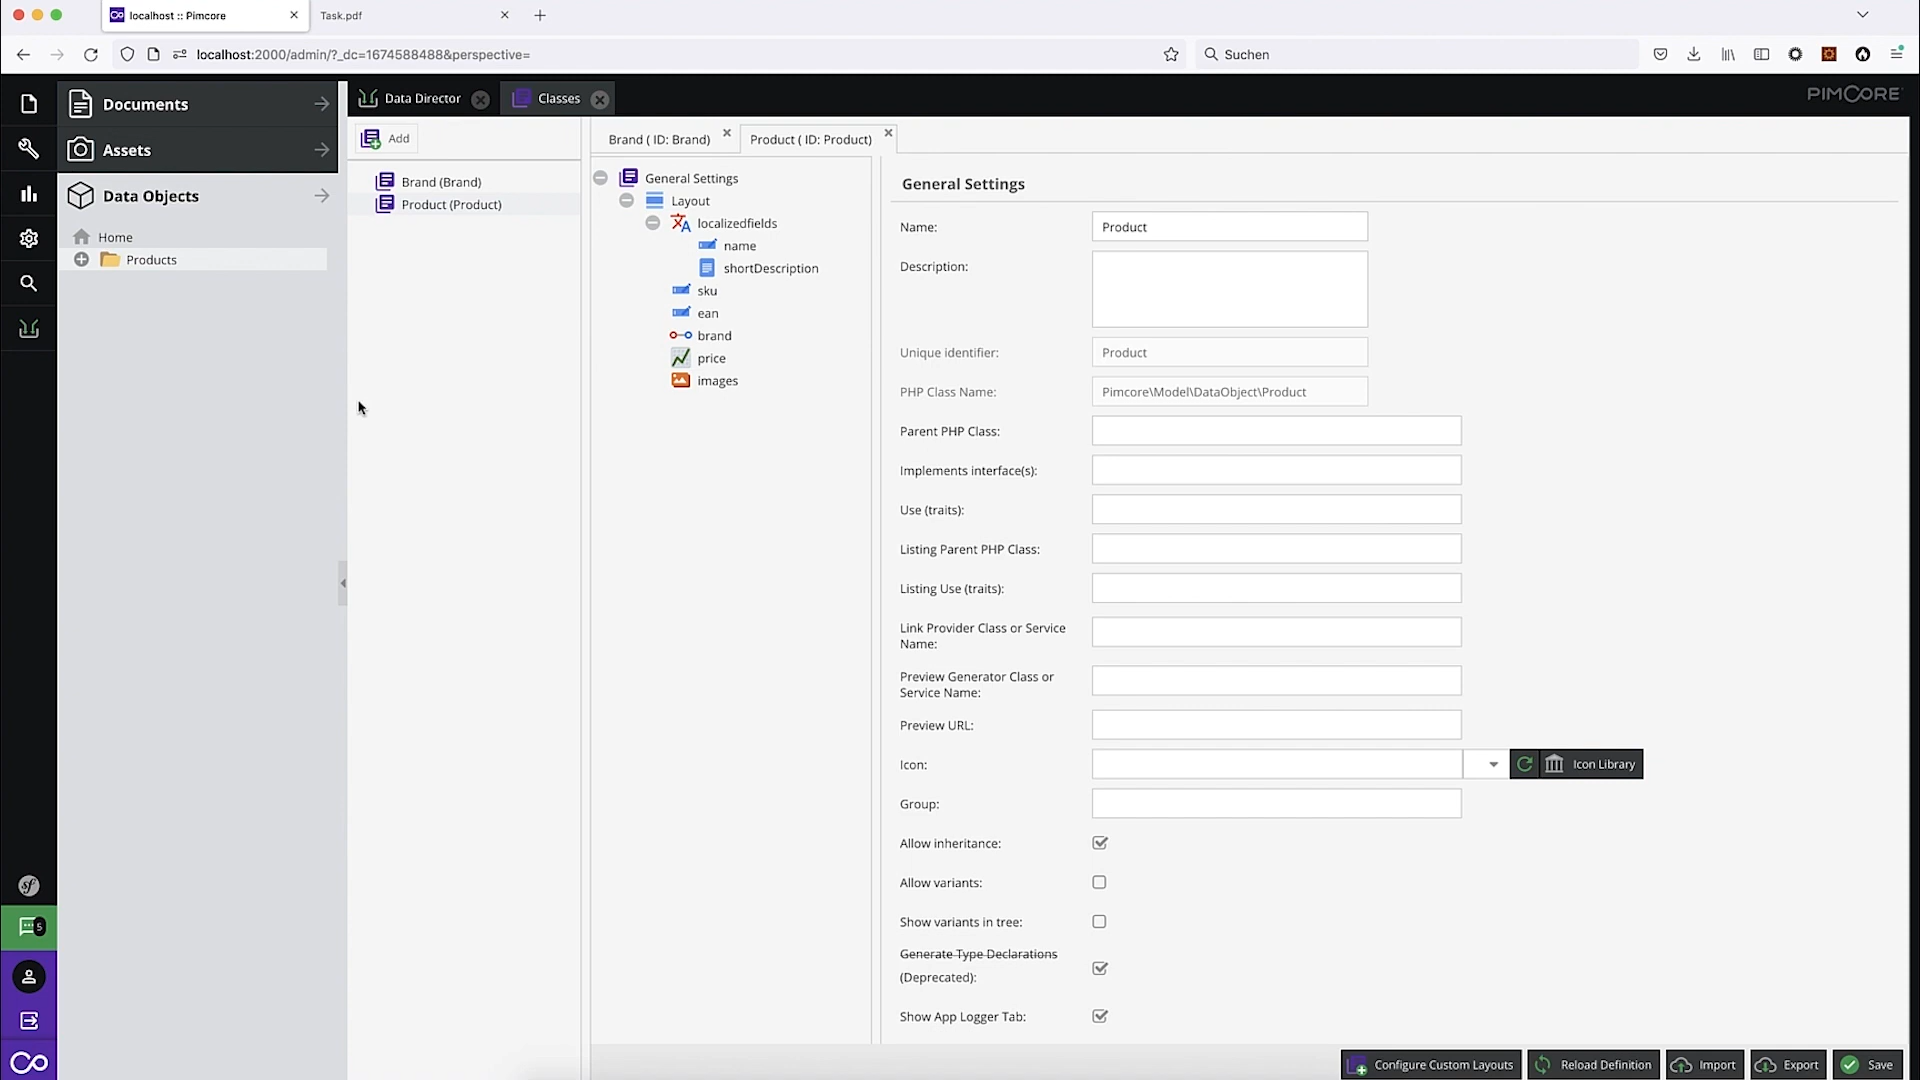 localhost :: Pimcore
Task.pdf
localhost:2000/admin/?_dc=1674588488&perspective=
Suchen
Documents
Assets
Data Objects
Home
Products
5
Data Director
Classes
PIMCORE
Add
Brand (Brand)
Product (Product)
Brand ( ID: Brand)
Product ( ID: Product)
General Settings
Layout
localizedfields
name
shortDescription
sku
ean
brand
price
images
General Settings
Name:
Product
Description:
Unique identifier:
Product
PHP Class Name:
Pimcore\Model\DataObject\Product
Parent PHP Class:
Implements interface(s):
Use (traits):
Listing Parent PHP Class:
Listing Use (traits):
Link Provider Class or Service
Name:
Preview Generator Class or
Service Name:
Preview URL:
Icon:
Icon Library
Group:
Allow inheritance:
Allow variants:
Show variants in tree:
Generate Type Declarations
(Deprecated):
Show App Logger Tab:
Configure Custom Layouts
Reload Definition
Import
Export
Save